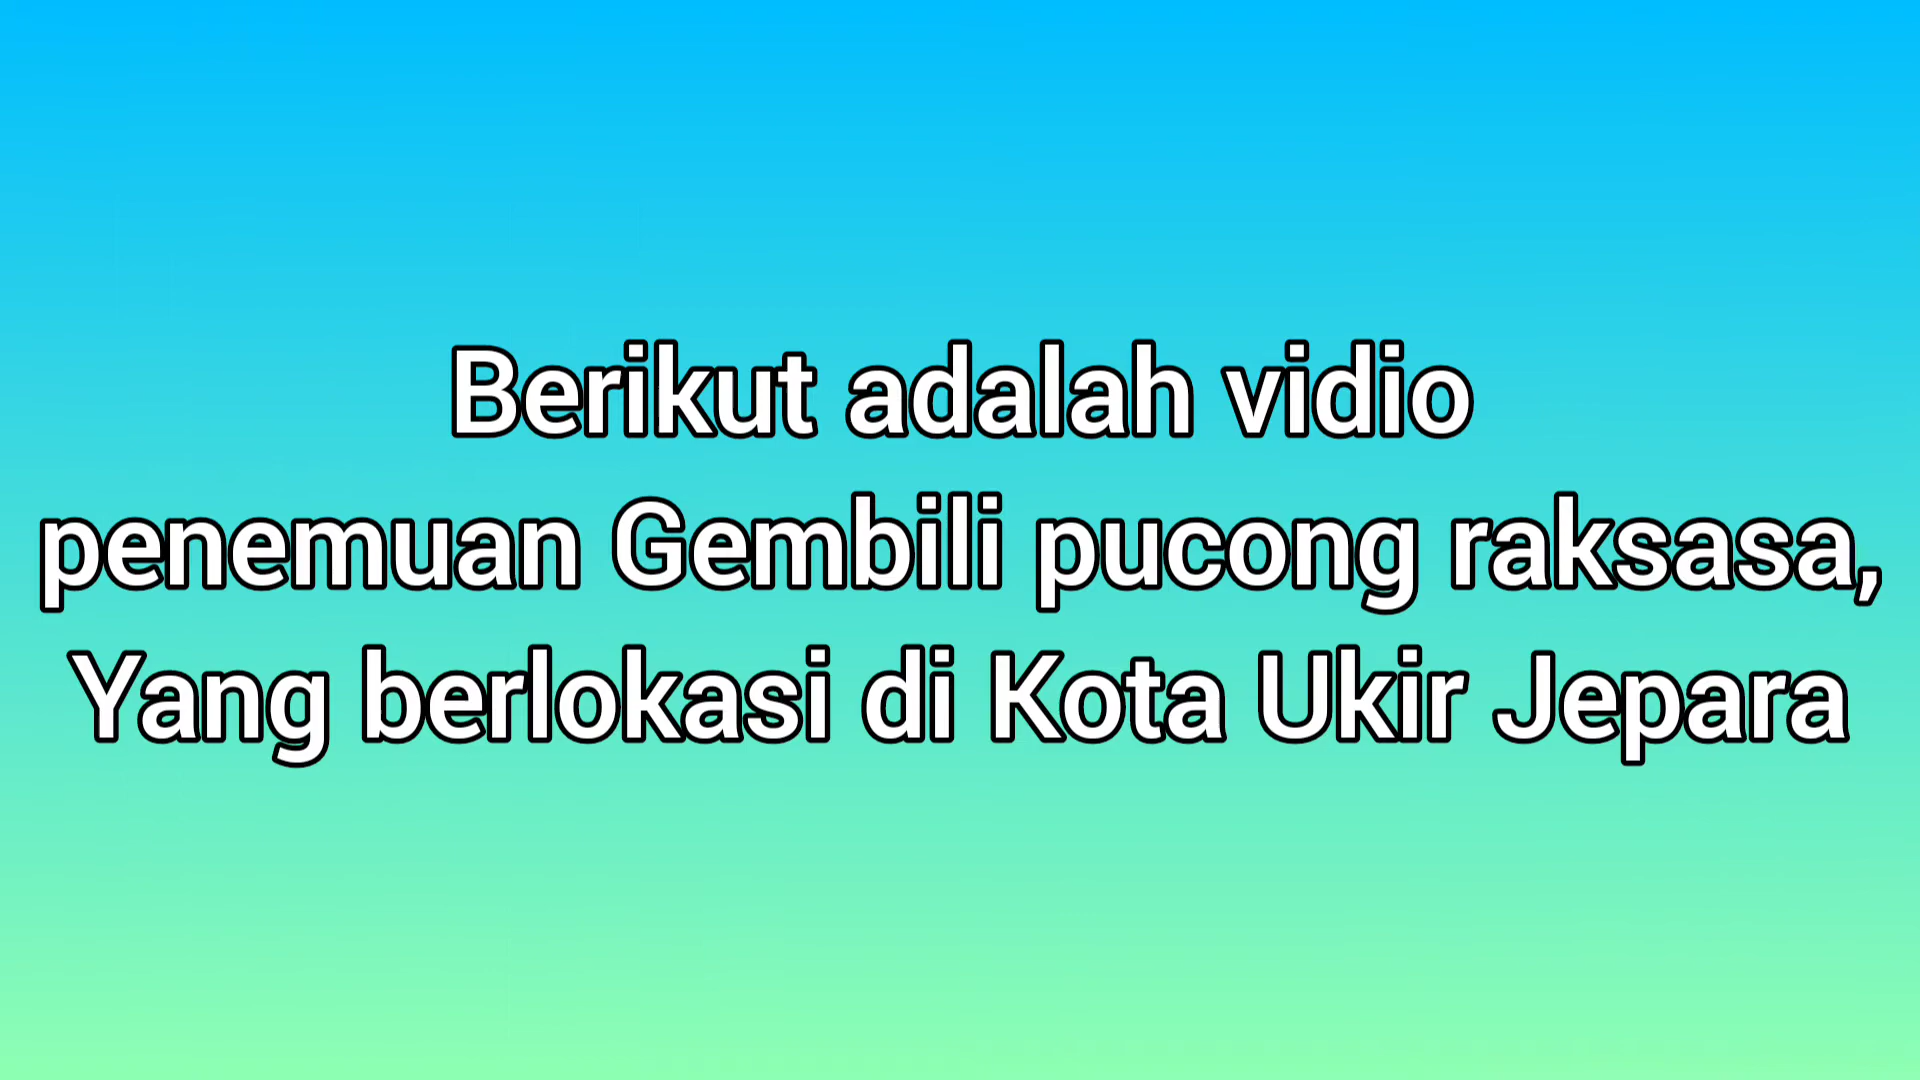 Berikut adalah vidio
penemuan Gembili pucong raksasa,
Yang berlokasi di Kota Ukir Jepara